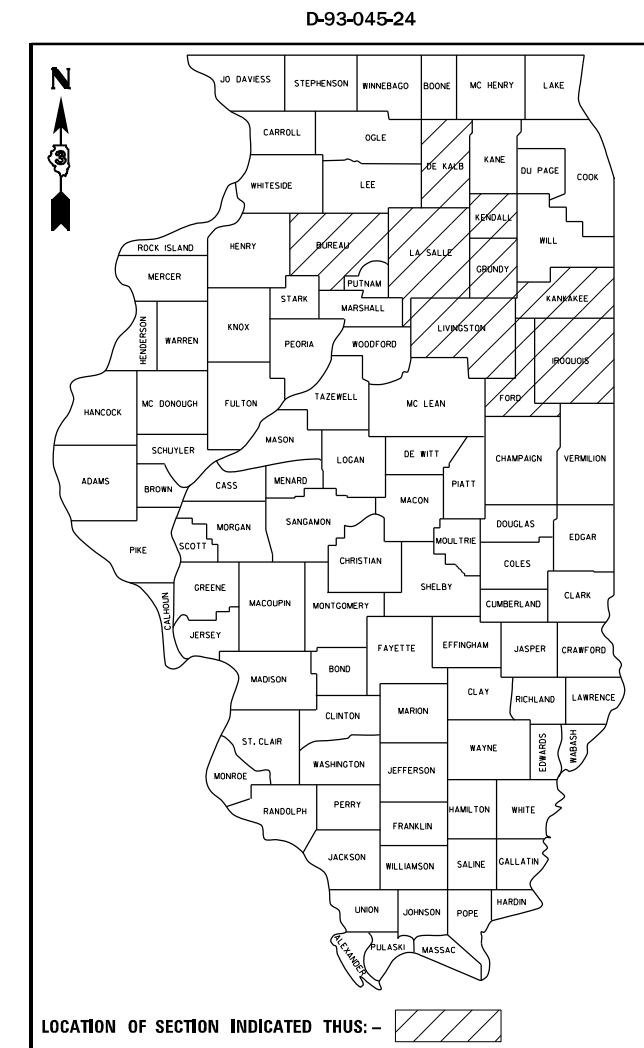 D-93-045-24
N
3
JO DAVIESS
STEPHENSON
WINNEBAGO
BOONE
MC HENRY
LAKE
CARROLL
OGLE
DE KALB
KANE
DU PAGE
COOK
WHITESIDE
LEE
KENDALL
WILL
ROCK ISLAND
HENRY
BUREAU
LA SALLE
GRUNDY
MERCER
PUTNAM
KANKAKEE
STARK
MARSHALL
HENDERSON
WARREN
KNOX
PEORIA
WOODFORD
LIVINGSTON
IROQUOIS
HANCOCK
MC DONOUGH
FULTON
TAZEWELL
MC LEAN
FORD
MASON
SCHUYLER
LOGAN
DE WITT
CHAMPAIGN
VERMILION
ADAMS
BROWN
CASS
MENARD
PIATT
MACON
MORGAN
SANGAMON
DOUGLAS
EDGAR
PIKE
SCOTT
CHRISTIAN
MOULTRIE
COLES
GREENE
MACOUPIN
MONTGOMERY
SHELBY
CUMBERLAND
CLARK
CALHOUN
JERSEY
FAYETTE
EFFINGHAM
JASPER
CRAWFORD
MADISON
BOND
CLAY
RICHLAND
LAWRENCE
CLINTON
MARION
ST. CLAIR
WAYNE
EDWARDS
WABASH
MONROE
WASHINGTON
JEFFERSON
RANDOLPH
PERRY
HAMILTON
WHITE
FRANKLIN
JACKSON
WILLIAMSON
SALINE
GALLATIN
UNION
JOHNSON
POPE
HARDIN
ALEXANDER
PULASKI
MASSAC
LOCATION OF SECTION INDICATED THUS: -